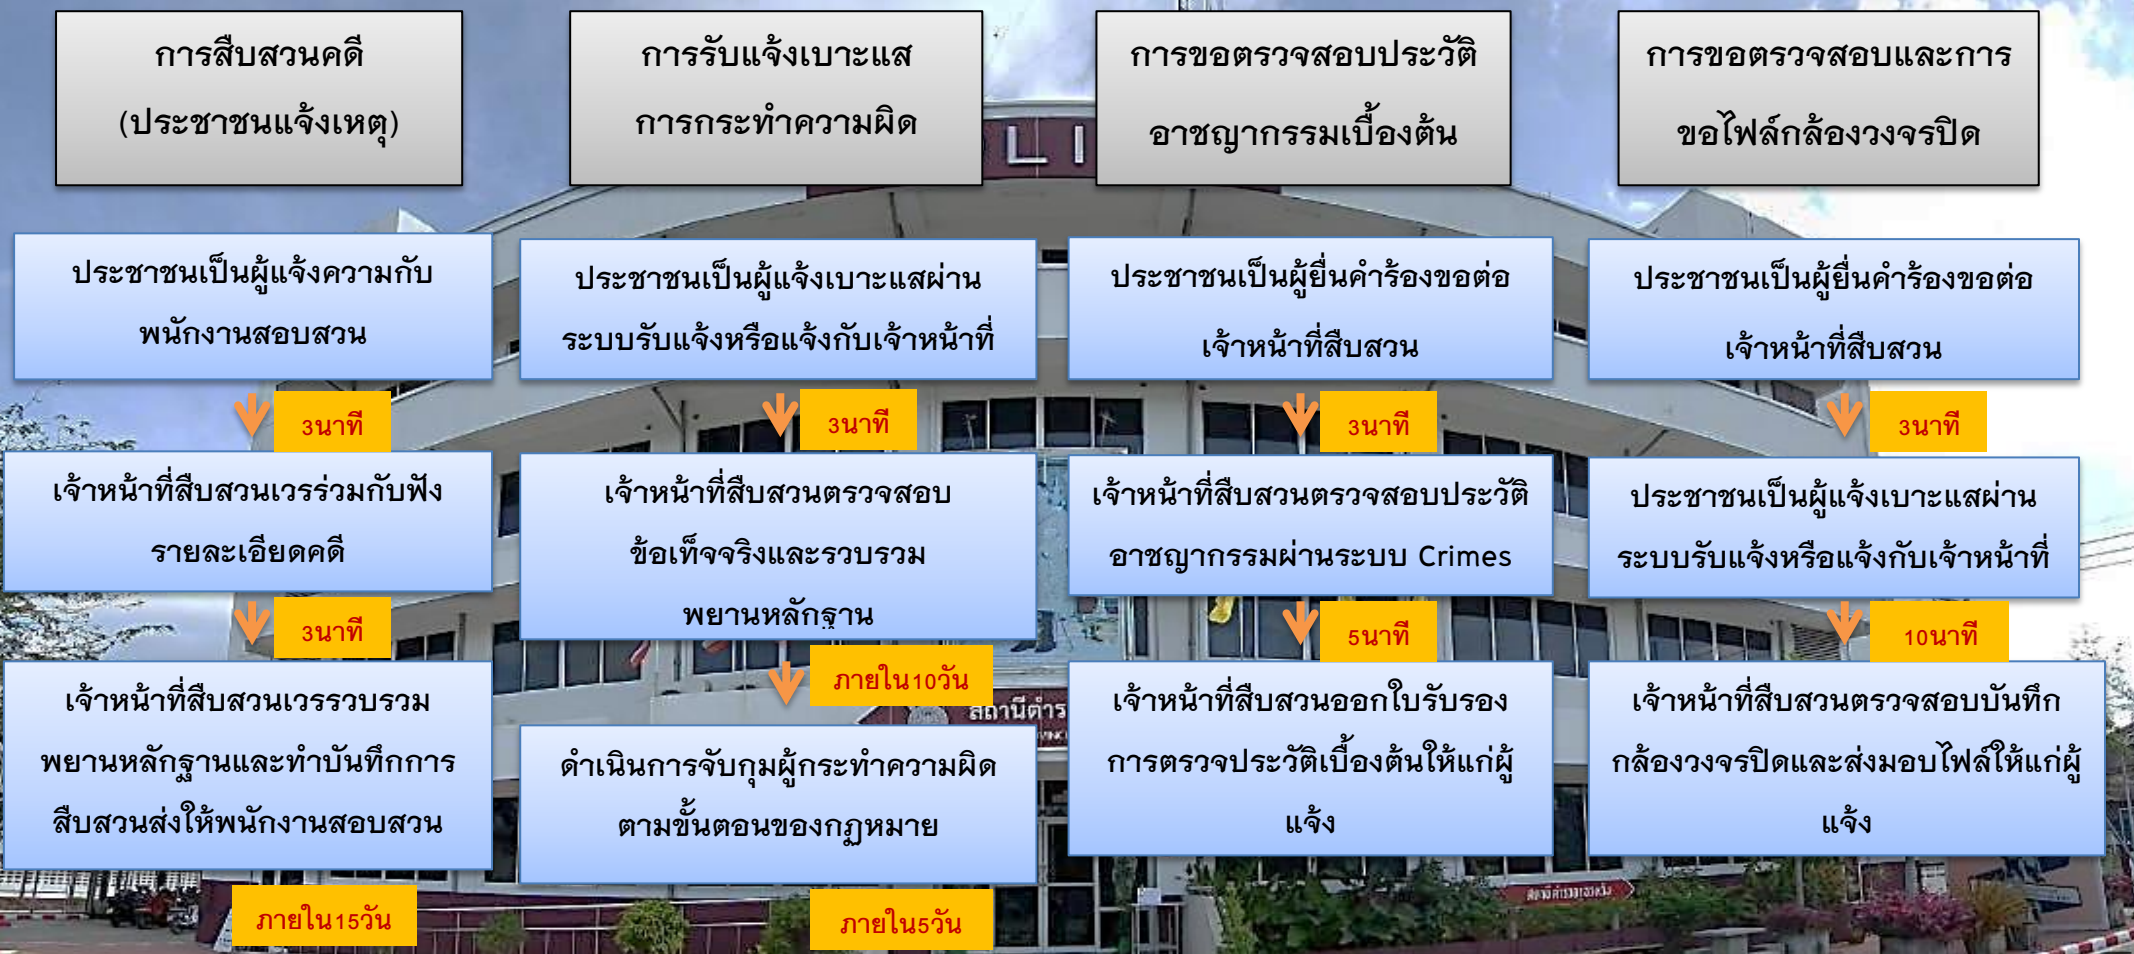 การสืบสวนคดี
(ประชาชนแจ้งเหตุ)
ประชาชนเป็นผู้แจ้งความกับ
พนักงานสอบสวน
3นาที
เจ้าหน้าที่สืบสวนเวรร่วมกับฟัง
รายละเอียดคดี
3นาที
เจ้าหน้าที่สืบสวนเวรรวบรวม
พยานหลักฐานและทำบันทึกการ
สืบสวนส่งให้พนักงานสอบสวน
ภายใน15วัน
การรับแจ้งเบาะแส
การกระทำความผิด
ประชาชนเป็นผู้แจ้งเบาะแสผ่าน
ระบบรับแจ้งหรือแจ้งกับเจ้าหน้าที่
3นาที
เจ้าหน้าที่สืบสวนตรวจสอบ
ข้อเท็จจริงและรวบรวม
พยานหลักฐาน
ภายใน10วัน
ดำเนินการจับกุมผู้กระทำความผิด
ตามขั้นตอนของกฎหมาย
ภายใน5วัน
การขอตรวจสอบประวัติ
อาชญากรรมเบื้องต้น
ประชาชนเป็นผู้ยื่นคำร้องขอต่อ
เจ้าหน้าที่สืบสวน
3นาที
เจ้าหน้าที่สืบสวนตรวจสอบประวัติ
อาชญากรรมผ่านระบบ Crimes
5นาที
เจ้าหน้าที่สืบสวนออกใบรับรอง
การตรวจประวัติเบื้องต้นให้แก่ผู้
แจ้ง
การขอตรวจสอบและการ
ขอไฟล์กล้องวงจรปิด
ประชาชนเป็นผู้ยื่นคำร้องขอต่อ
เจ้าหน้าที่สืบสวน
3นาที
ประชาชนเป็นผู้แจ้งเบาะแสผ่าน
ระบบรับแจ้งหรือแจ้งกับเจ้าหน้าที่
10นาที
เจ้าหน้าที่สืบสวนตรวจสอบบันทึก
กล้องวงจรปิดและส่งมอบไฟล์ให้แก่ผู้
แจ้ง
LI
สถานีตำร